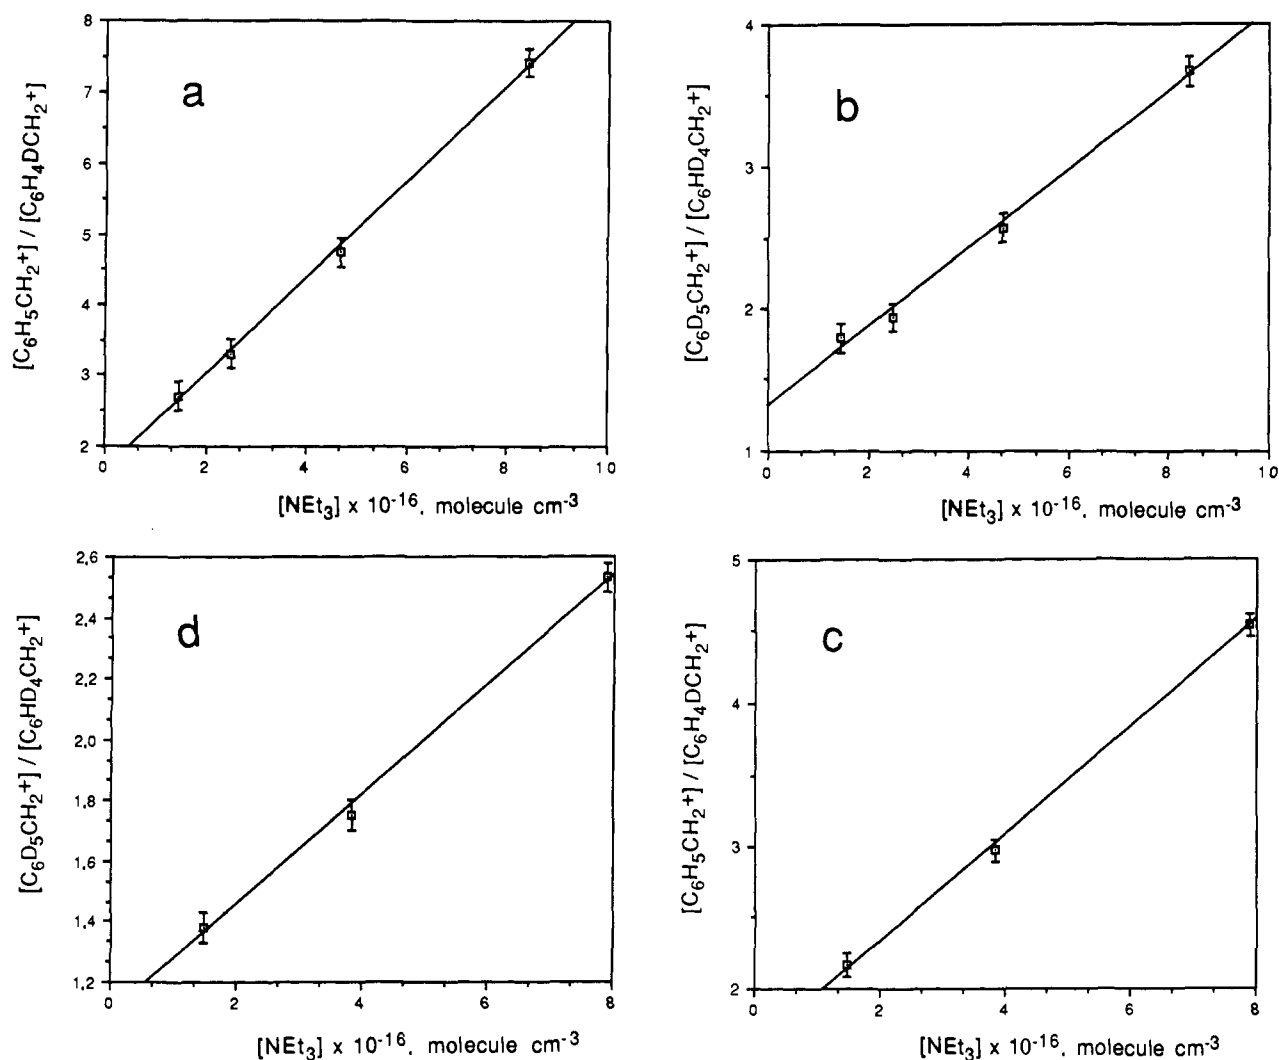 a
[C₆H₅CH₂⁺] / [C₆H₄DCH₂⁺]
8
7
6
5
4
3
2
0 2 4 6 8 10
[NEt₃] x 10⁻¹⁶, molecule cm⁻³
b
[C₆D₅CH₂⁺] / [C₆HD₄CH₂⁺]
4
3
2
1
0 2 4 6 8 10
[NEt₃] x 10⁻¹⁶, molecule cm⁻³
d
[C₆D₅CH₂⁺] / [C₆HD₄CH₂⁺]
2,6
2,4
2,2
2,0
1,8
1,6
1,4
1,2
0 2 4 6 8
[NEt₃] x 10⁻¹⁶, molecule cm⁻³
c
[C₆H₅CH₂⁺] / [C₆H₄DCH₂⁺]
5
4
3
2
0 2 4 6 8
[NEt₃] x 10⁻¹⁶, molecule cm⁻³